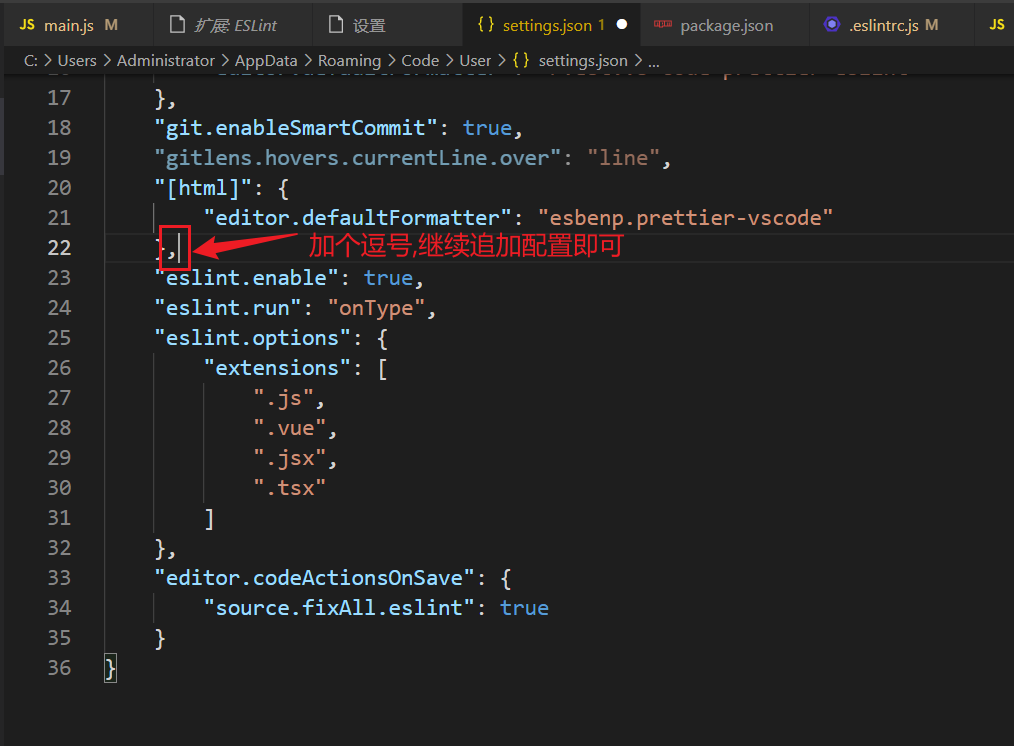 JS main.js M 扩展 ESLint 设置 {} settings.json 1 package.json .eslintrc.js M JS
C: > Users > Administrator > AppData > Roaming > Code > User > {} settings.json > ...
17 },
18 "git.enableSmartCommit": true,
19 "gitlens.hovers.currentLine.over": "line",
20 "[html]": {
21 "editor.defaultFormatter": "esbenp.prettier-vscode"
22 }, 加个逗号,继续追加配置即可
23 "eslint.enable": true,
24 "eslint.run": "onType",
25 "eslint.options": {
26 "extensions": [
27 ".js",
28 ".vue",
29 ".jsx",
30 ".tsx"
31 ]
32 },
33 "editor.codeActionsOnSave": {
34 "source.fixAll.eslint": true
35 }
36 }